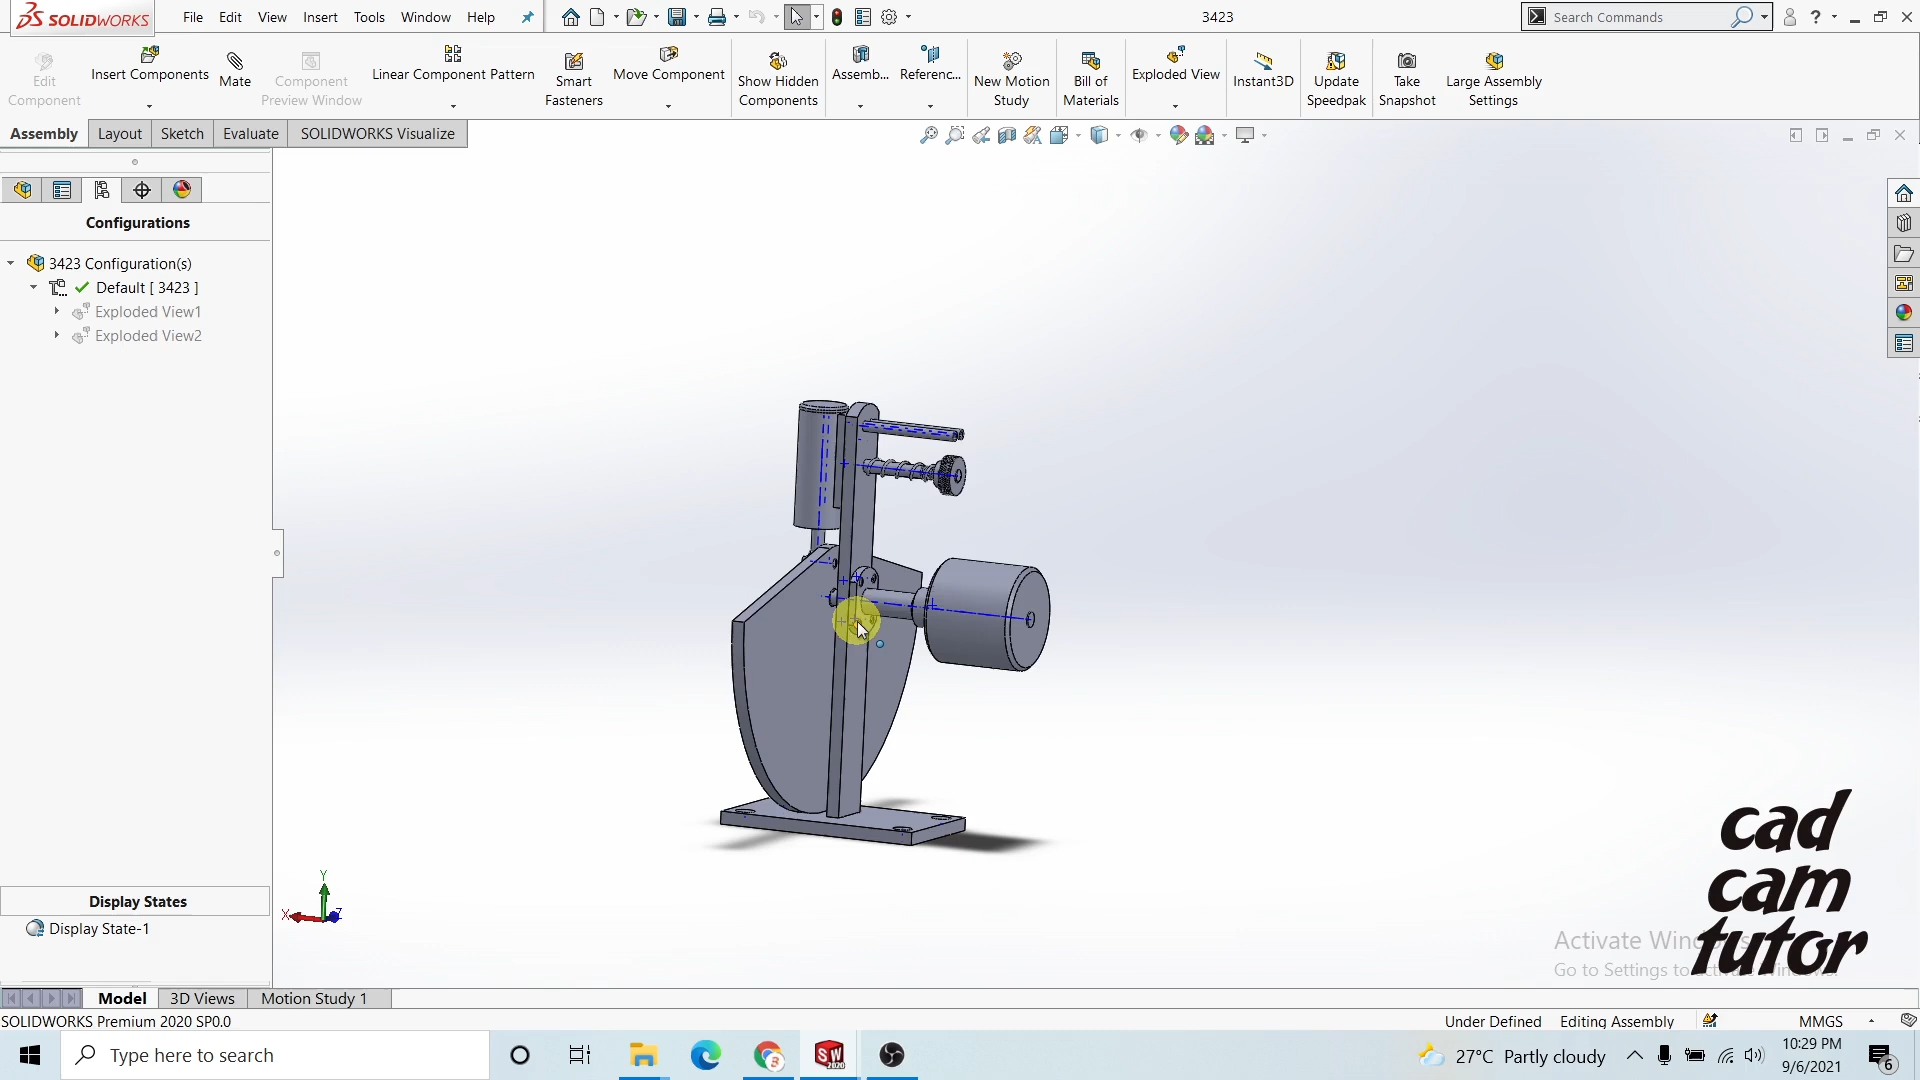 SOLIDWORKS
File Edit View Insert Tools Window Help
3423
Search Commands
Edit
Component
Insert Components
Mate
Component
Preview Window
Linear Component Pattern
Smart
Fasteners
Move Component
Show Hidden
Components
Assemb...
Referenc...
New Motion
Study
Bill of
Materials
Exploded View
Instant3D
Update
Speedpak
Take
Snapshot
Large Assembly
Settings
Assembly Layout Sketch Evaluate SOLIDWORKS Visualize
Configurations
3423 Configuration(s)
Default [ 3423 ]
Exploded View1
Exploded View2
Y
X
Z
Display States
Display State-1
cad
cam
tutor
Activate
Go to Settings to
Model 3D Views Motion Study 1
SOLIDWORKS Premium 2020 SP0.0
Under Defined Editing Assembly MMGS
Type here to search
27°C Partly cloudy
10:29 PM
9/6/2021
6